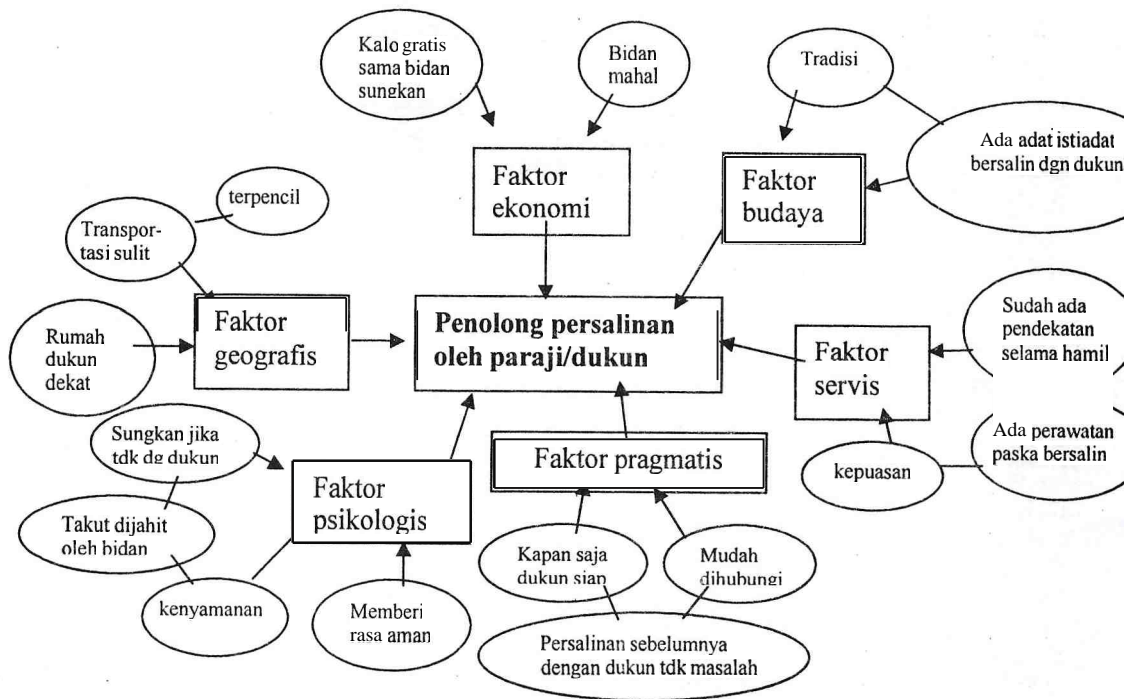 Kalo gratis
sama bidan
sungkan
Bidan
mahal
Tradisi
Ada adat istiadat
bersalin dgn dukun
Faktor
ekonomi
Faktor
budaya
terpencil
Transpor-
tasi sulit
Faktor
geografis
Rumah
dukun
dekat
Penolong persalinan
oleh paraji/dukun
Faktor
servis
Sudah ada
pendekatan
selama hamil
Ada perawatan
paska bersalin
kepuasan
Sungkan jika
tdk dg dukun
Faktor
psikologis
Takut dijahit
oleh bidan
kenyamanan
Memberi
rasa aman
Faktor pragmatis
Kapan saja
dukun siap
Mudah
dihubungi
Persalinan sebelumnya
dengan dukun tdk masalah